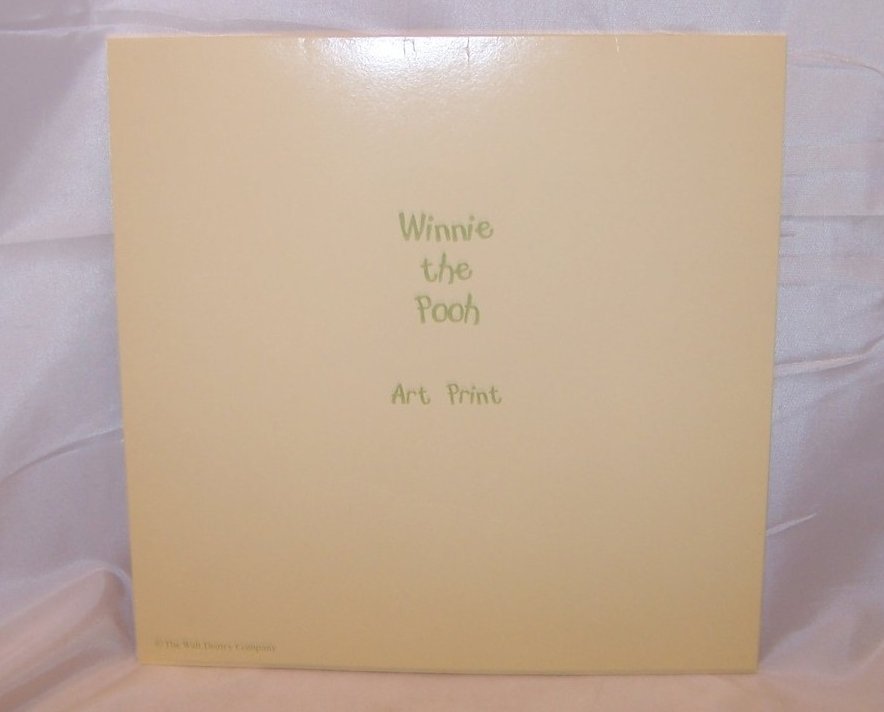 Winnie
the
Pooh
Art Print
© The Walt Disney Company